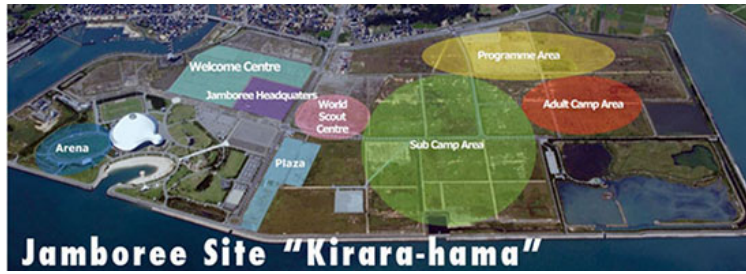 Programme Area
Welcome Centre
Jamboree Headquaters
World
Scout
Centre
Adult Camp Area
Arena
Sub Camp Area
Plaza
Jamboree Site "Kirara-hama"